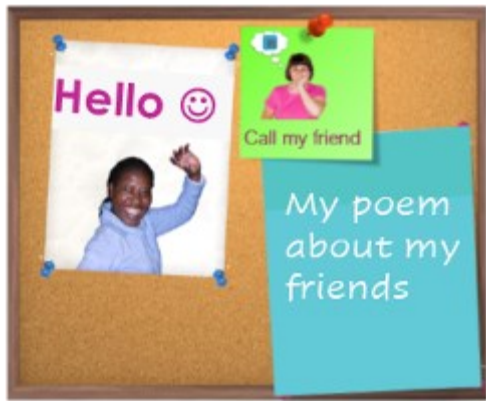 Hello ☺
Call my friend
My poem
about my
friends